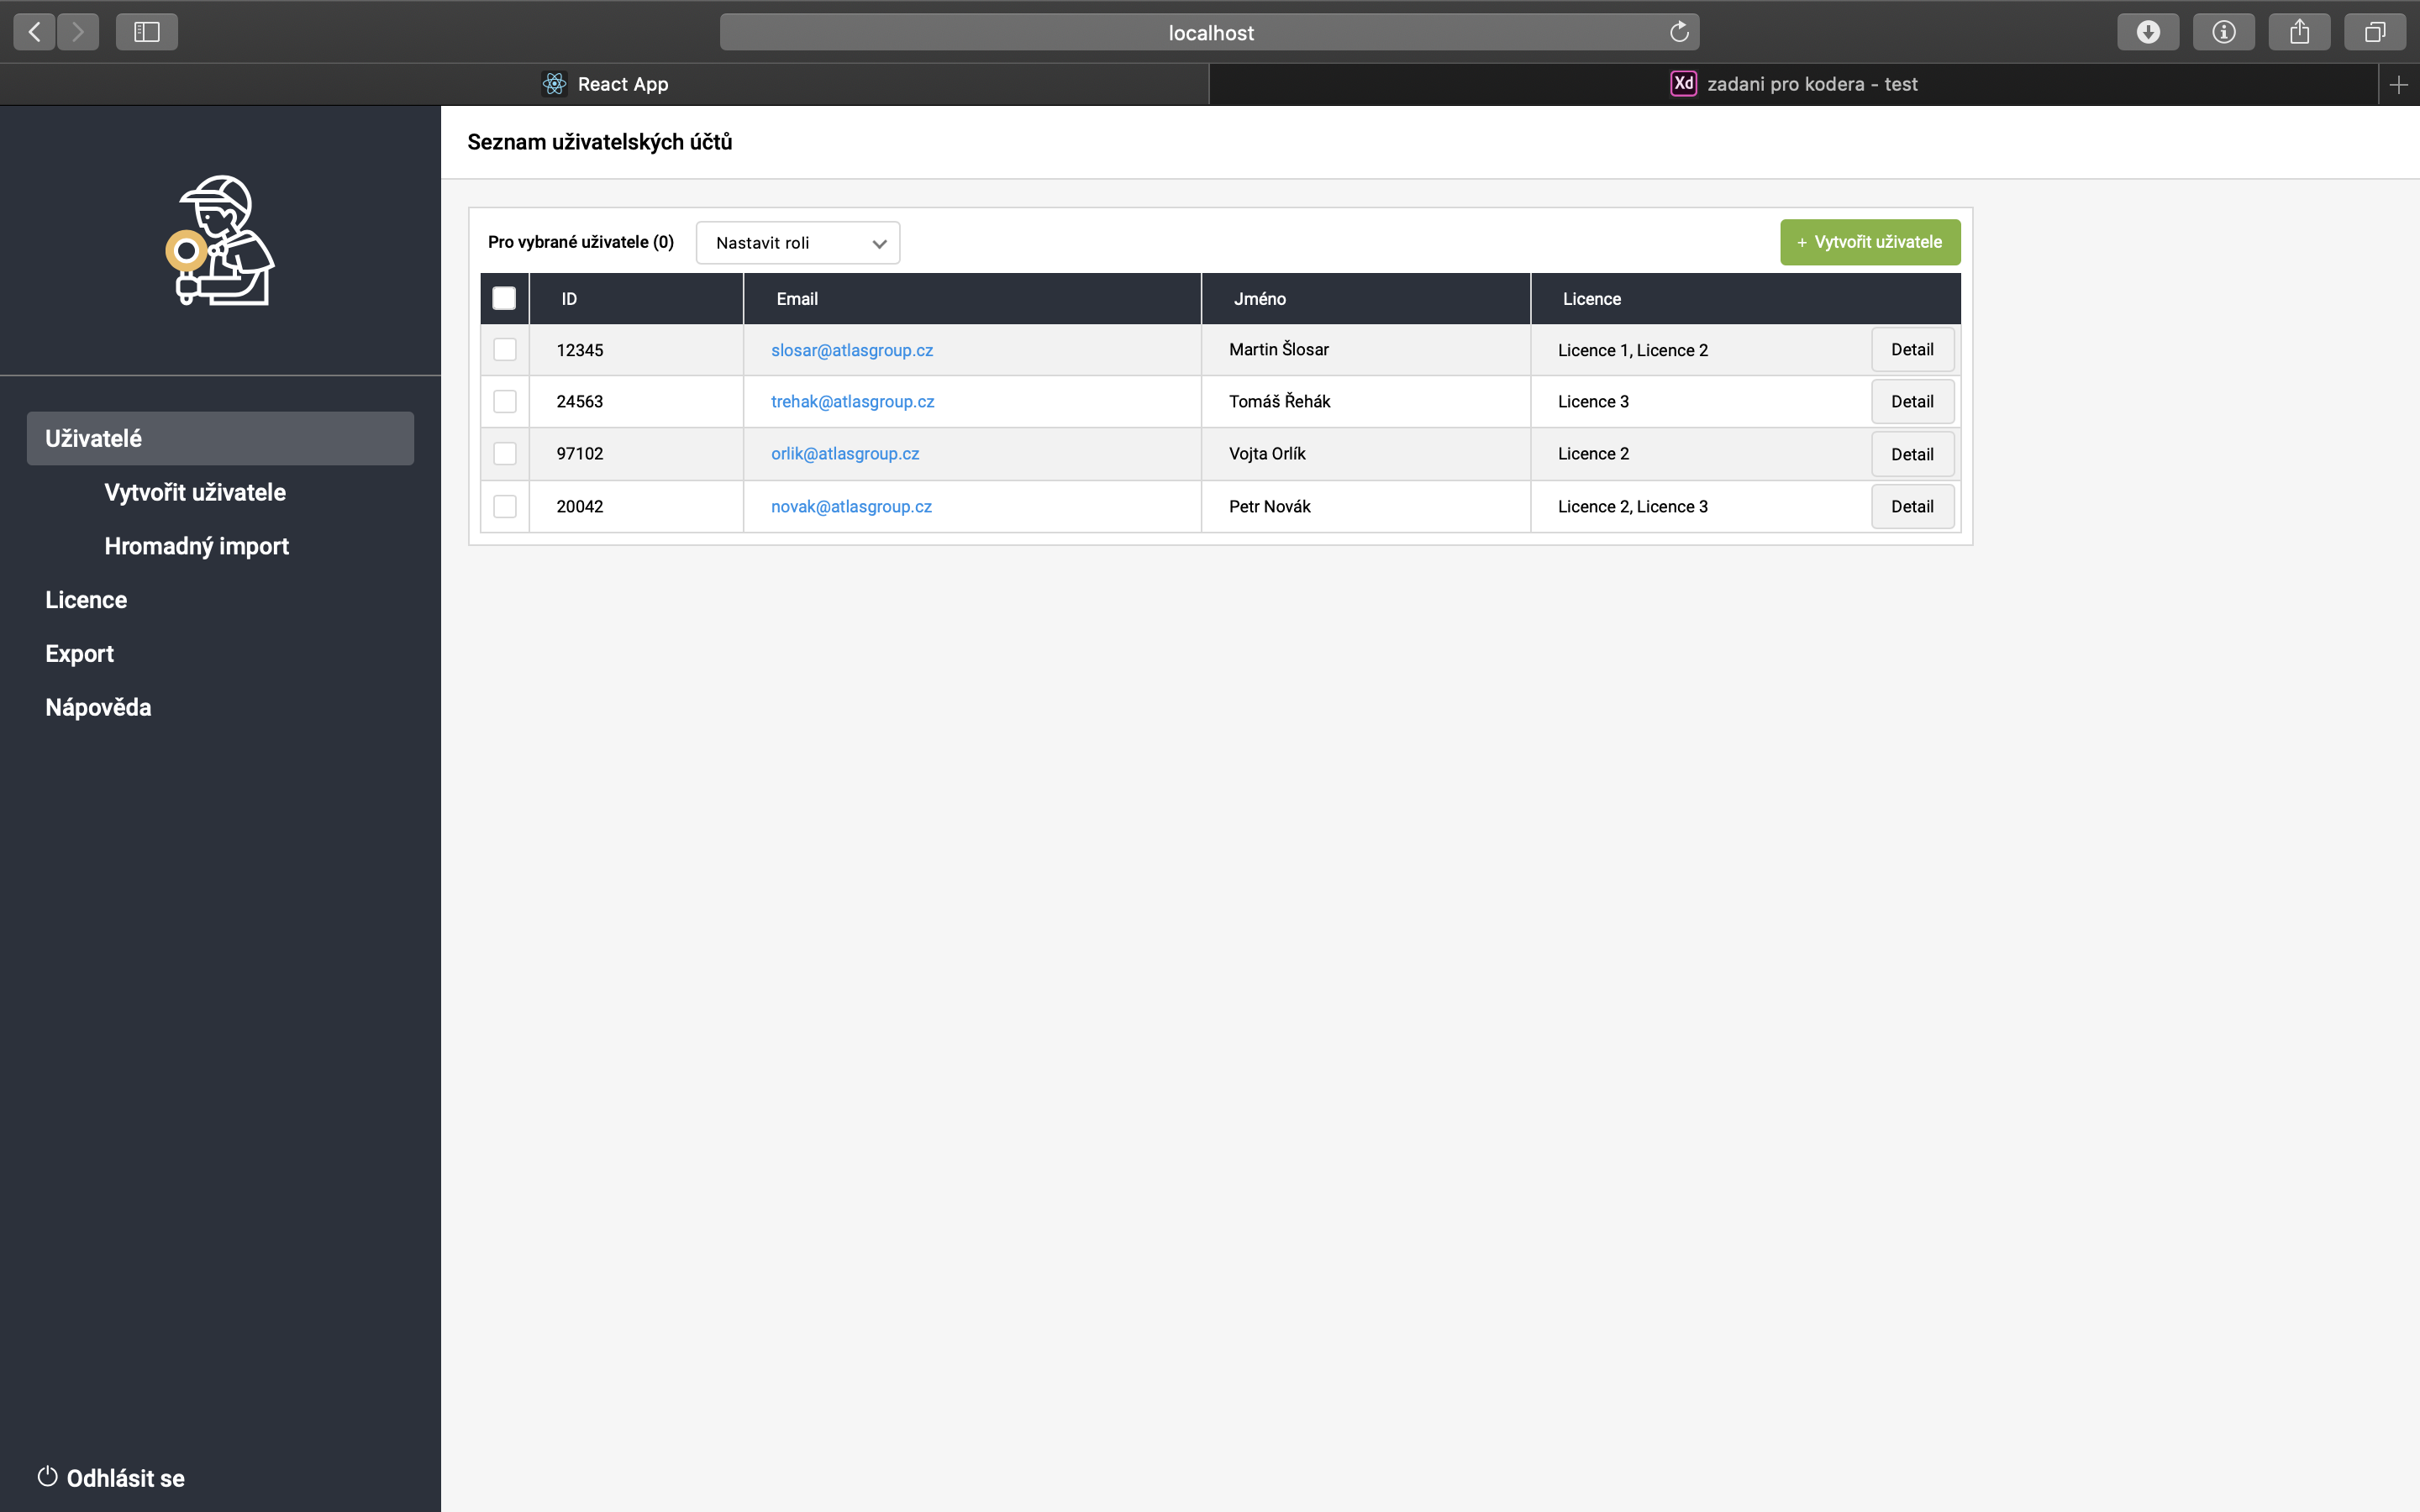 localhost
React App
Xd zadani pro kodera - test
Seznam uživatelských účtů
Pro vybrané uživatele (0) Nastavit roli + Vytvořit uživatele
ID Email Jméno Licence
12345 slosar@atlasgroup.cz Martin Šlosar Licence 1, Licence 2 Detail
24563 trehak@atlasgroup.cz Tomáš Řehák Licence 3 Detail
97102 orlik@atlasgroup.cz Vojta Orlík Licence 2 Detail
20042 novak@atlasgroup.cz Petr Novák Licence 2, Licence 3 Detail
Uživatelé
Vytvořit uživatele
Hromadný import
Licence
Export
Nápověda
Odhlásit se